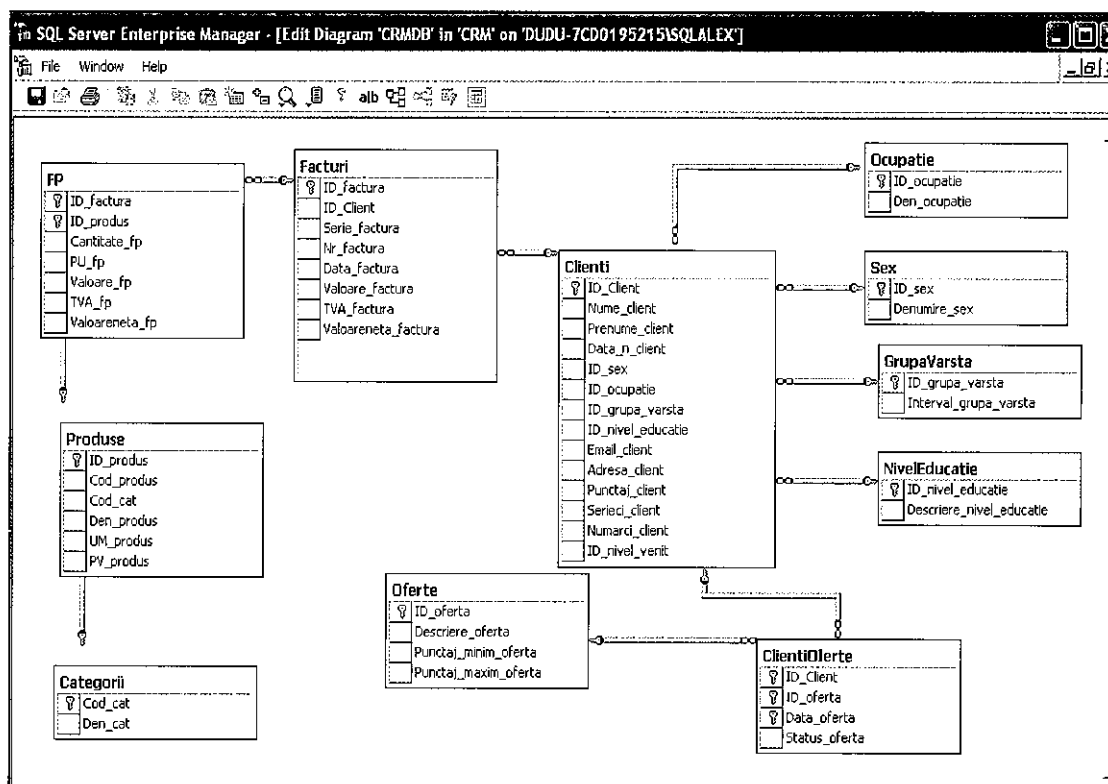 SQL Server Enterprise Manager - [Edit Diagram 'CRMDB' in 'CRM' on 'DUDU-7CD0195215\SQLALEX']
File Window Help
alb
FP
ID_factura
ID_produs
Cantitate_fp
PU_fp
Valoare_fp
TVA_fp
Valoareneta_fp
Facturi
ID_factura
ID_Client
Serie_factura
Nr_factura
Data_factura
Valoare_factura
TVA_factura
Valoareneta_factura
Clienti
ID_Client
Nume_client
Prenume_client
Data_n_client
ID_sex
ID_ocupatie
ID_grupa_varsta
ID_nivel_educatie
Email_client
Adresa_client
Punctaj_client
Serieci_client
Numarci_client
ID_nivel_venit
Ocupatie
ID_ocupatie
Den_ocupatie
Sex
ID_sex
Denumire_sex
GrupaVarsta
ID_grupa_varsta
Interval_grupa_varsta
NivelEducatie
ID_nivel_educatie
Descriere_nivel_educatie
Produse
ID_produs
Cod_produs
Cod_cat
Den_produs
UM_produs
PV_produs
Oferte
ID_oferta
Descriere_oferta
Punctaj_minim_oferta
Punctaj_maxim_oferta
ClientiOferte
ID_Client
ID_oferta
Data_oferta
Status_oferta
Categorii
Cod_cat
Den_cat